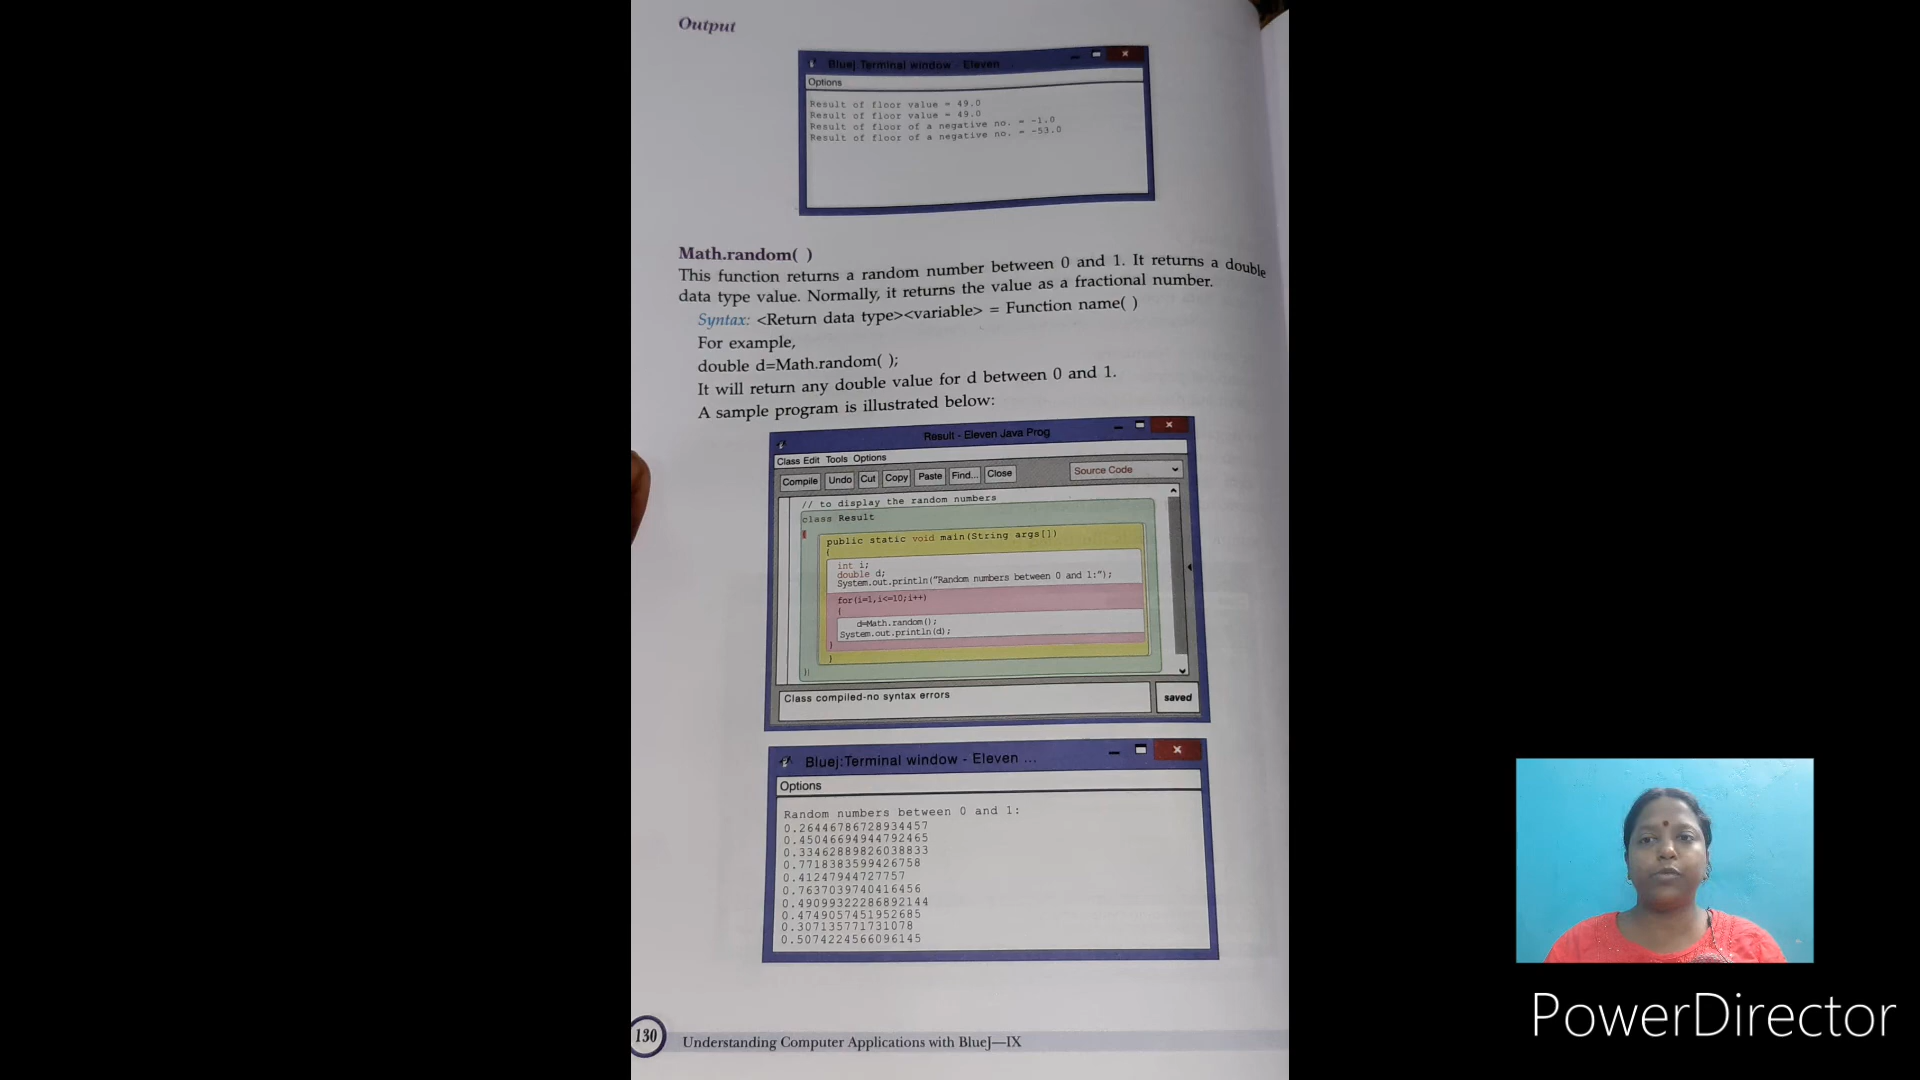 Output
Bluej:Terminal window - Eleven
Options
Result of floor value = 49.0
Result of floor value = 49.0
Result of floor of a negative no. = -1.0
Result of floor of a negative no. = -53.0
Math.random( )
This function returns a random number between 0 and 1. It returns a double
data type value. Normally, it returns the value as a fractional number.
Syntax: <Return data type><variable> = Function name( )
For example,
double d=Math.random( );
It will return any double value for d between 0 and 1.
A sample program is illustrated below:
Result - Eleven Java Prog
Class Edit Tools Options
Compile Undo Cut Copy Paste Find... Close Source Code
// to display the random numbers
class Result
{
public static void main(String args[])
{
int i;
double d;
System.out.println("Random numbers between 0 and 1:");
for(i=1,i<=10;i++)
{
d=Math.random();
System.out.println(d);
}
}
}
Class compiled-no syntax errors
saved
Bluej:Terminal window - Eleven ...
Options
Random numbers between 0 and 1:
0.26446786728934457
0.45046694944792465
0.33462889826038833
0.7718383599426758
0.41247944727757
0.7637039740416456
0.49099322286892144
0.4749057451952685
0.307135771731078
0.5074224566096145
130
Understanding Computer Applications with BlueJ—IX
PowerDirector